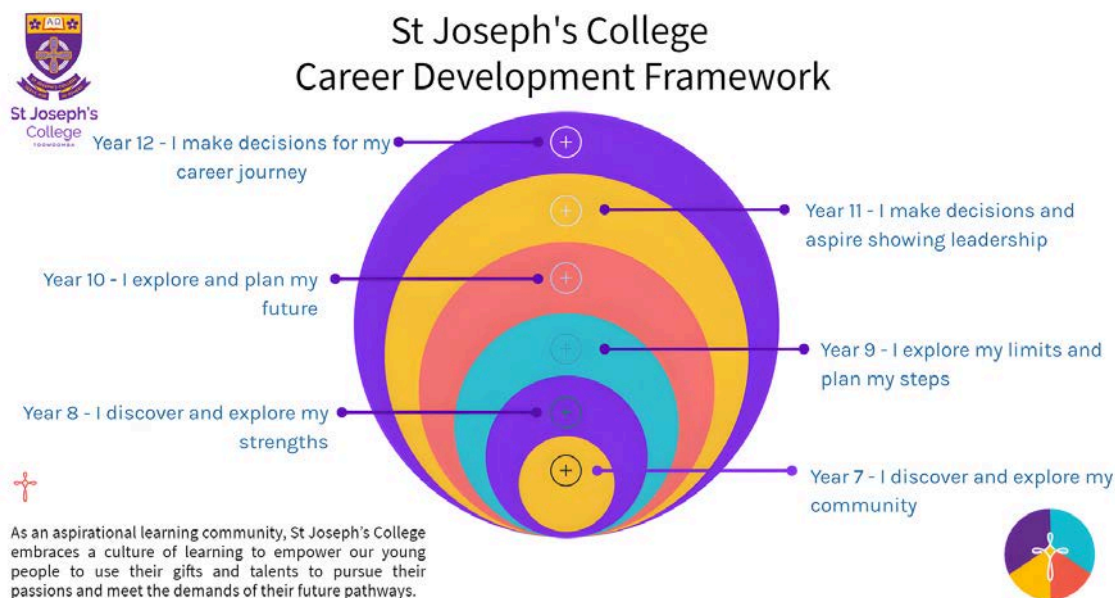 St Joseph's College
Career Development Framework
ΑΩ
St Joseph's
College
TOOWOOMBA
Year 12 - I make decisions for my
career journey
Year 11 - I make decisions and
aspire showing leadership
Year 10 - I explore and plan my
future
Year 9 - I explore my limits and
plan my steps
Year 8 - I discover and explore my
strengths
Year 7 - I discover and explore my
community
As an aspirational learning community, St Joseph's College
embraces a culture of learning to empower our young
people to use their gifts and talents to pursue their
passions and meet the demands of their future pathways.